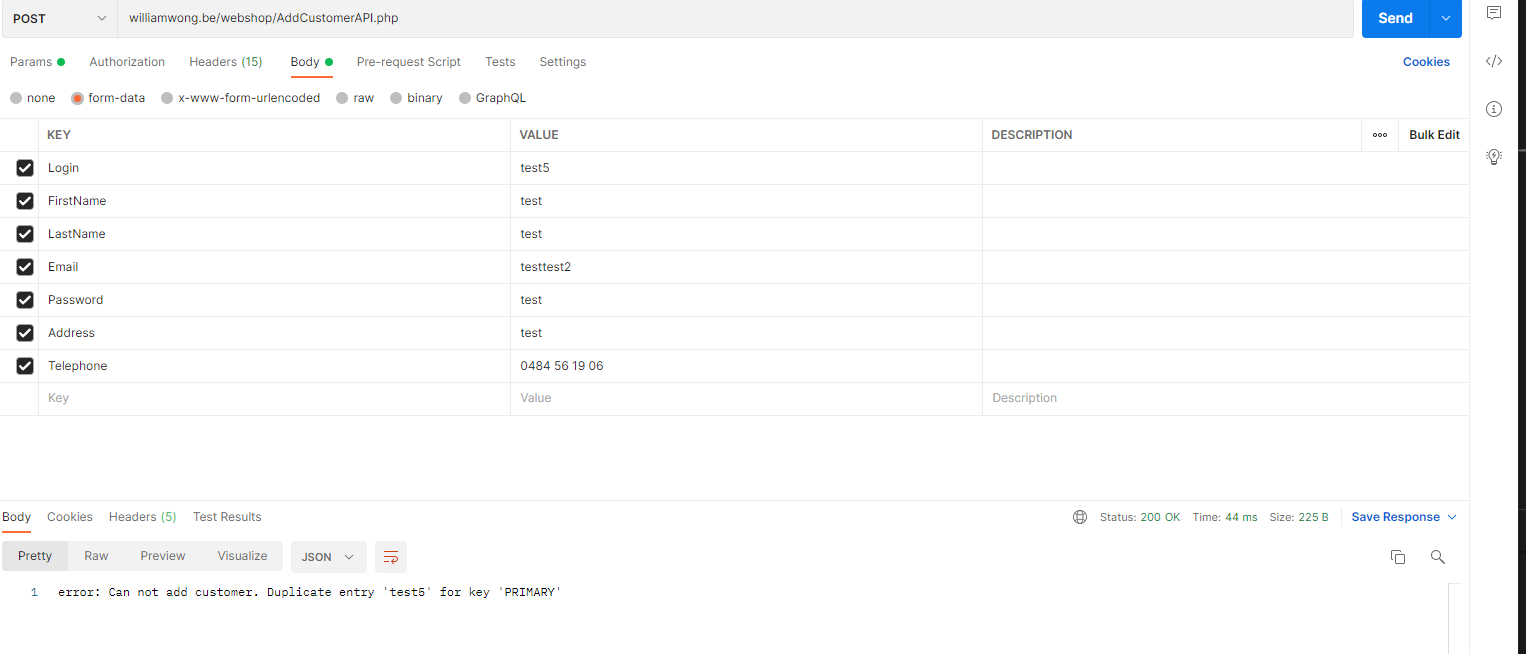 POST williamwong.be/webshop/AddCustomerAPI.php Send
Params Authorization Headers (15) Body Pre-request Script Tests Settings Cookies
none form-data x-www-form-urlencoded raw binary GraphQL
KEY VALUE DESCRIPTION ooo Bulk Edit
Login test5
FirstName test
LastName test
Email testtest2
Password test
Address test
Telephone 0484 56 19 06
Key Value Description
Body Cookies Headers (5) Test Results Status: 200 OK Time: 44 ms Size: 225 B Save Response
Pretty Raw Preview Visualize JSON
1 error: Can not add customer. Duplicate entry 'test5' for key 'PRIMARY'